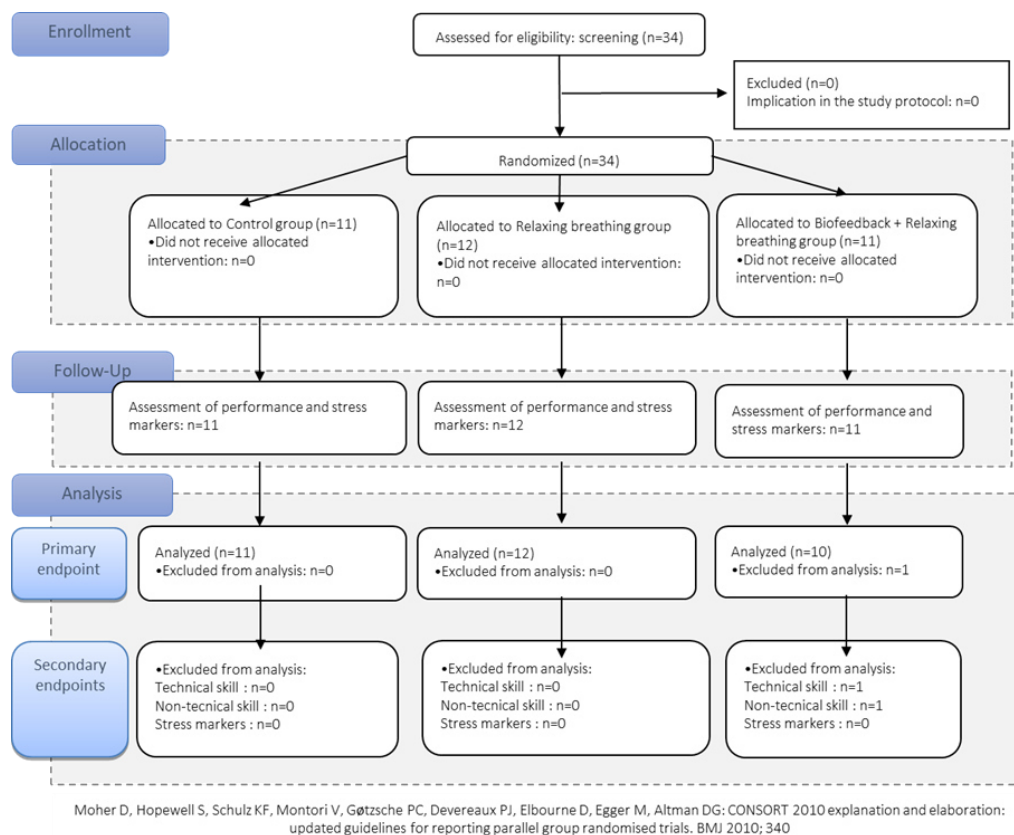 Enrollment
Assessed for eligibility: screening (n=34)
Excluded (n=0)
Implication in the study protocol: n=0
Allocation
Randomized (n=34)
Allocated to Control group (n=11)
•Did not receive allocated
intervention: n=0
Allocated to Relaxing breathing group
(n=12)
•Did not receive allocated intervention:
n=0
Allocated to Biofeedback + Relaxing
breathing group (n=11)
•Did not receive allocated
intervention: n=0
Follow-Up
Assessment of performance and stress
markers: n=11
Assessment of performance and stress
markers: n=12
Assessment of performance and
stress markers: n=11
Analysis
Primary
endpoint
Analyzed (n=11)
•Excluded from analysis: n=0
Analyzed (n=12)
•Excluded from analysis: n=0
Analyzed (n=10)
•Excluded from analysis: n=1
Secondary
endpoints
•Excluded from analysis:
Technical skill : n=0
Non-tecnical skill : n=0
Stress markers : n=0
•Excluded from analysis:
Technical skill : n=0
Non-tecnical skill : n=0
Stress markers : n=0
•Excluded from analysis:
Technical skill : n=1
Non-tecnical skill : n=1
Stress markers : n=0
Moher D, Hopewell S, Schulz KF, Montori V, Gøtzsche PC, Devereaux PJ, Elbourne D, Egger M, Altman DG: CONSORT 2010 explanation and elaboration:
updated guidelines for reporting parallel group randomised trials. BMJ 2010; 340